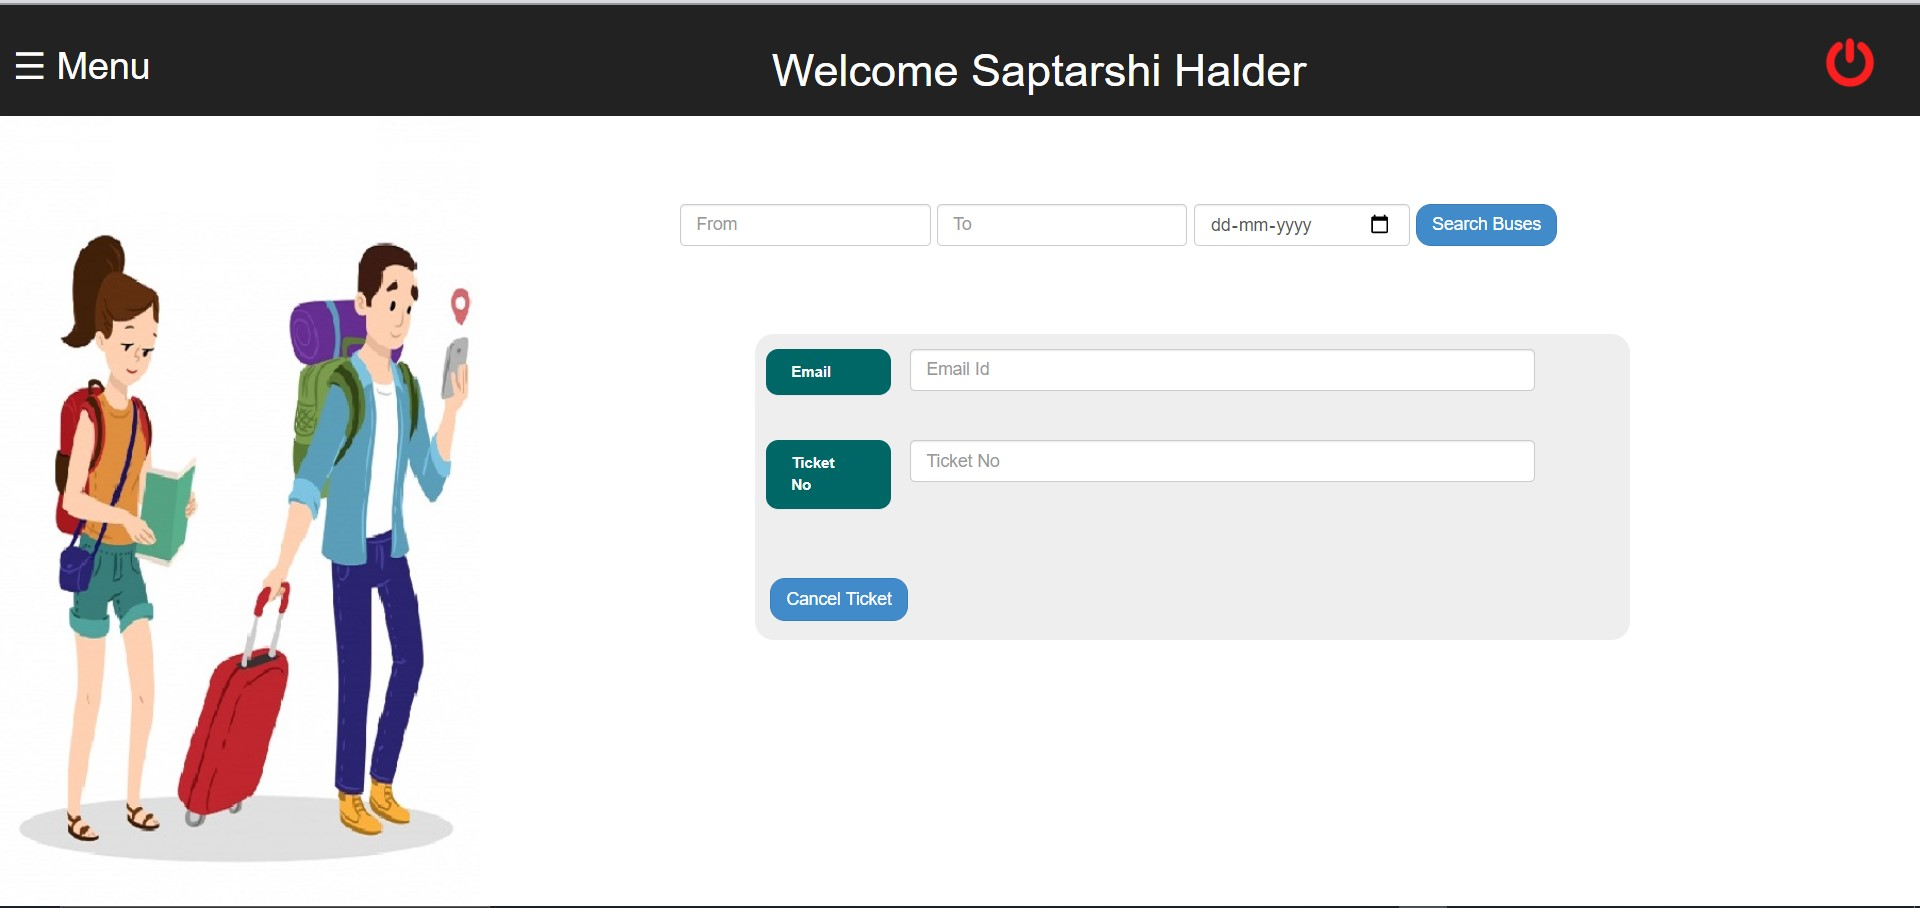 ☰ Menu
Welcome Saptarshi Halder
From
To
dd-mm-yyyy
Search Buses
Email
Email Id
Ticket
No
Ticket No
Cancel Ticket